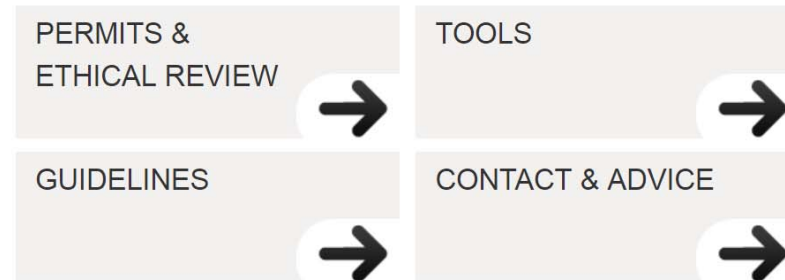 PERMITS &
ETHICAL REVIEW
TOOLS
GUIDELINES
CONTACT & ADVICE